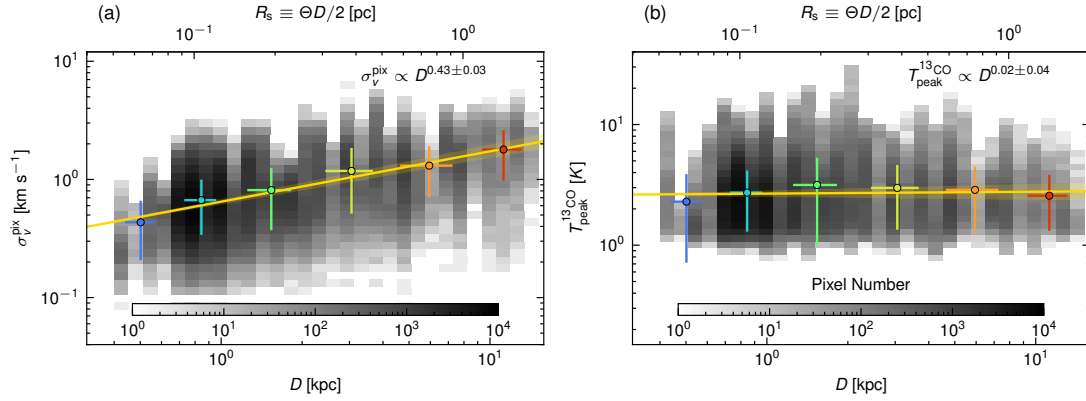 (a)
R_s ≡ ΘD/2 [pc]
10^-1
10^0
σ_v^pix ∝ D^0.43±0.03
10^1
10^0
10^-1
σ_v^pix [km s^-1]
10^0
10^1
10^2
10^3
10^4
10^0
10^1
D [kpc]
(b)
R_s ≡ ΘD/2 [pc]
10^-1
10^0
T_peak^13CO ∝ D^0.02±0.04
10^1
10^0
T_peak^13CO [K]
Pixel Number
10^0
10^1
10^2
10^3
10^4
10^0
10^1
D [kpc]